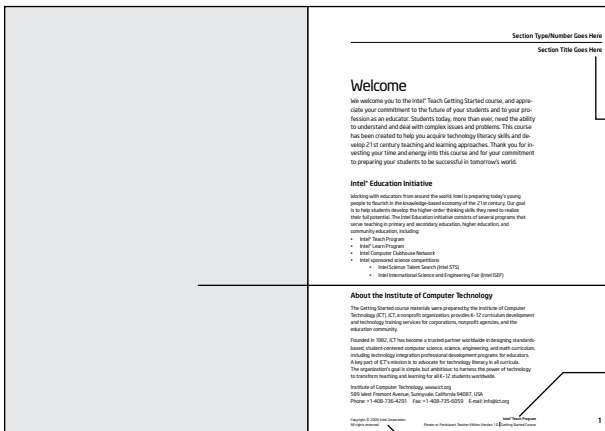 Section Type/Number Goes Here
Section Title Goes Here
Welcome
We welcome you to the Intel® Teach Getting Started course, and appre-
ciate your commitment to the future of your students and to your pro-
fession as an educator. Students today, more than ever, need the ability
to understand and deal with complex issues and problems. This course
has been created to help you acquire technology literacy skills and de-
velop 21st century teaching and learning approaches. Thank you for in-
vesting your time and energy into this course and for your commitment
to preparing your students to be successful in tomorrow's world.
Intel® Education Initiative
Working with educators from around the world, Intel is preparing today's young
people to flourish in the knowledge-based economy of the 21st century. Our goal
is to help students develop the higher-order thinking skills they need to realize
their full potential. The Intel Education Initiative consists of several programs that
serve teaching in primary and secondary education, higher education, and
community education, including:
• Intel® Teach Program
• Intel® Learn Program
• Intel Computer Clubhouse Network
• Intel sponsored science competitions
• Intel Science Talent Search (Intel STS)
• Intel International Science and Engineering Fair (Intel ISEF)
About the Institute of Computer Technology
The Getting Started course materials were prepared by the Institute of Computer
Technology (ICT). ICT, a nonprofit organization, provides K–12 curriculum development
and technology training services for corporations, nonprofit agencies, and the
education community.
Founded in 1982, ICT has become a trusted partner worldwide in designing standards-
based, student-centered computer science, science, engineering, and math curriculum,
including technology integration professional development programs for educators.
A key part of ICT's mission is to advocate for technology literacy in all curricula.
The organization's goal is simple, but ambitious: to harness the power of technology
to transform teaching and learning for all K–12 students worldwide.
Institute of Computer Technology, www.ict.org
589 West Fremont Avenue, Sunnyvale, California 94087, USA
Phone: +1-408-736-4291 Fax: +1-408-735-6059 E-mail: info@ict.org
Copyright © 2006 Intel Corporation. Intel® Teach Program
All rights reserved. Master or Participant Teacher Edition Version 1.0 | Getting Started Course 1